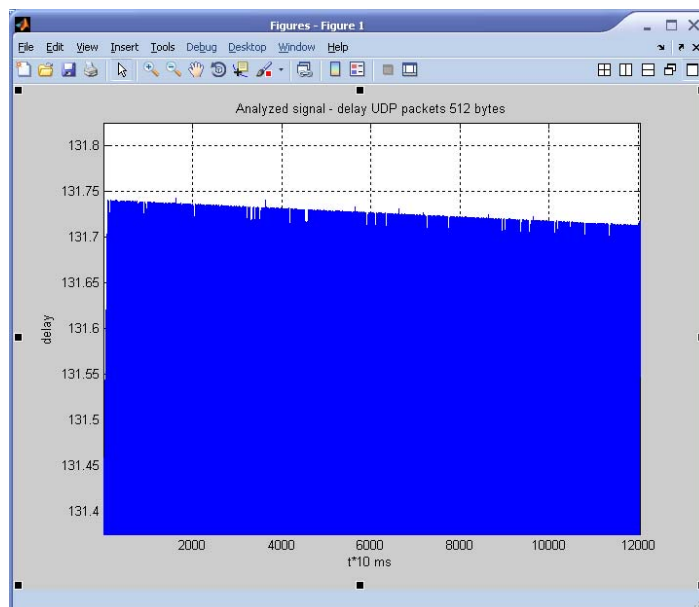 Figures - Figure 1
File Edit View Insert Tools Debug Desktop Window Help
Analyzed signal - delay UDP packets 512 bytes
131.8
131.75
131.7
131.65
131.6
131.55
131.5
131.45
131.4
delay
2000 4000 6000 8000 10000 12000
t*10 ms